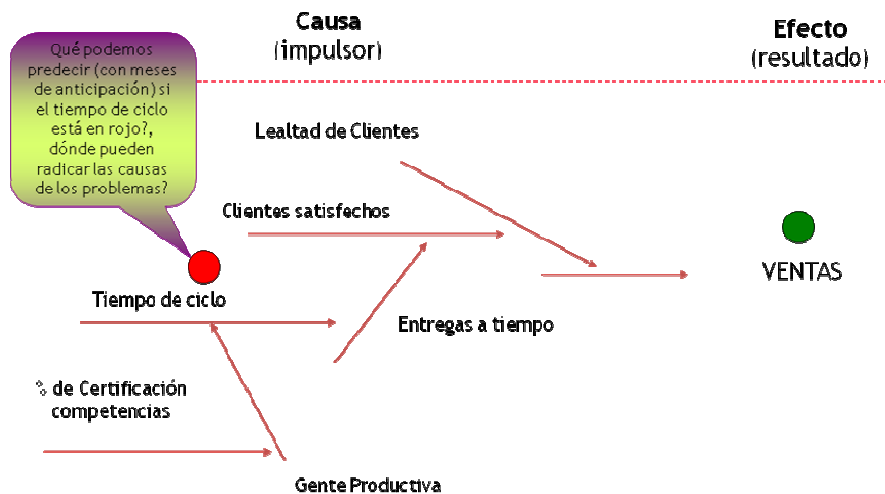 Causa
(impulsor)
Efecto
(resultado)
Qué podemos
predecir (con meses
de anticipación) si
el tiempo de ciclo
está en rojo?,
dónde pueden
radicar las causas
de los problemas?
Lealtad de Clientes
Clientes satisfechos
VENTAS
Tiempo de ciclo
Entregas a tiempo
% de Certificación
competencias
Gente Productiva